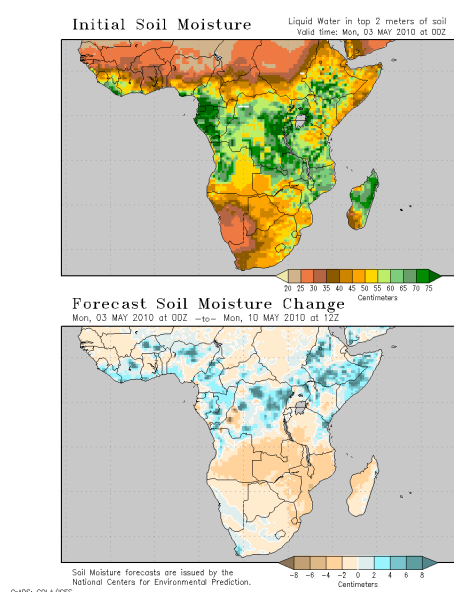 Initial Soil Moisture
Liquid Water in top 2 meters of soil
Valid time: Mon, 03 MAY 2010 at 00Z
20 25 30 35 40 45 50 55 60 65 70 75
Centimeters
Forecast Soil Moisture Change
Mon, 03 MAY 2010 at 00Z -to- Mon, 10 MAY 2010 at 12Z
-8 -6 -4 -2 0 2 4 6 8
Centimeters
Soil Moisture forecasts are issued by the
National Centers for Environmental Prediction.